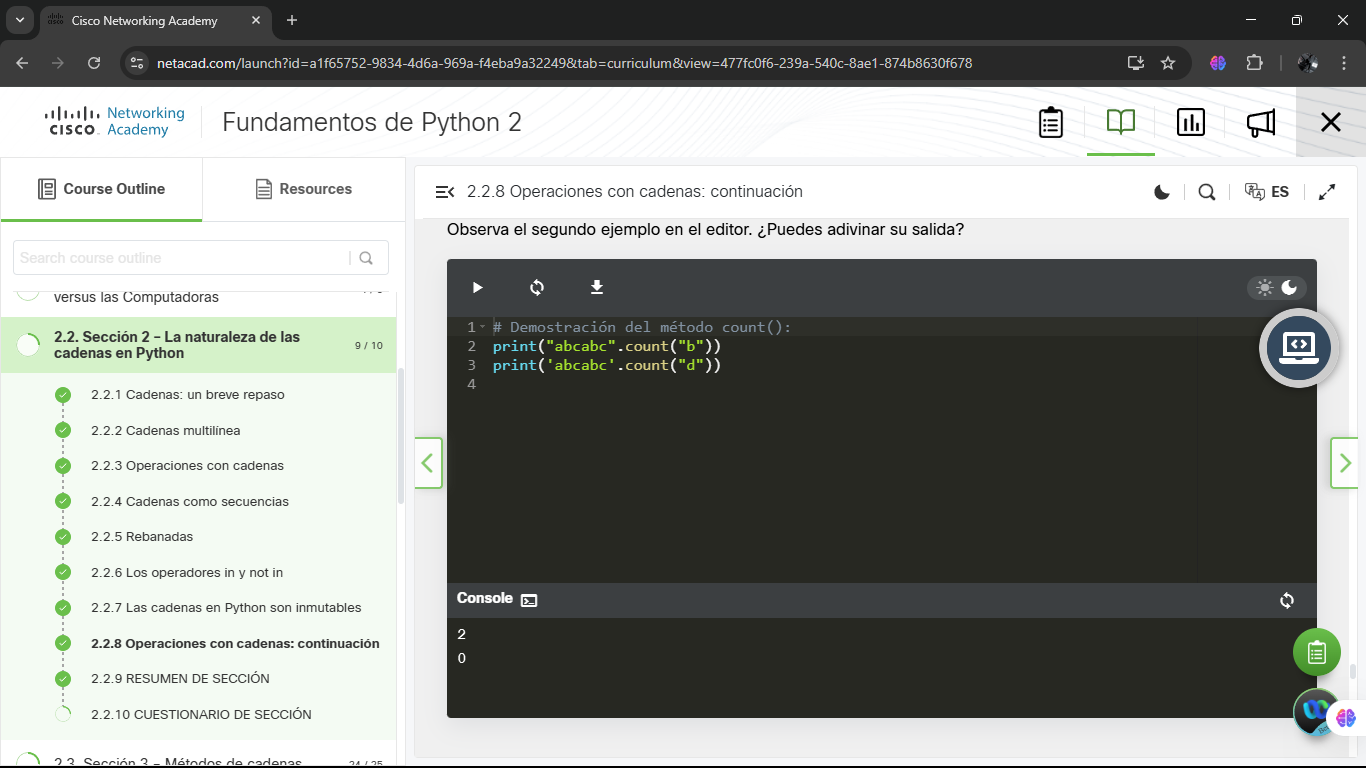 Cisco Networking Academy
netacad.com/launch?id=a1f65752-9834-4d6a-969a-f4eba9a32249&tab=curriculum&view=477fc0f6-239a-540c-8ae1-874b8630f678
CISCO Networking Academy
Fundamentos de Python 2
Course Outline
Resources
Search course outline
versus las Computadoras
2.2. Sección 2 – La naturaleza de las cadenas en Python
9 / 10
2.2.1 Cadenas: un breve repaso
2.2.2 Cadenas multilínea
2.2.3 Operaciones con cadenas
2.2.4 Cadenas como secuencias
2.2.5 Rebanadas
2.2.6 Los operadores in y not in
2.2.7 Las cadenas en Python son inmutables
2.2.8 Operaciones con cadenas: continuación
2.2.9 RESUMEN DE SECCIÓN
2.2.10 CUESTIONARIO DE SECCIÓN
2.3. Sección 3 – Métodos de cadenas
24 / 25
2.2.8 Operaciones con cadenas: continuación
ES
Observa el segundo ejemplo en el editor. ¿Puedes adivinar su salida?
1 # Demostración del método count():
2 print("abcabc".count("b"))
3 print('abcabc'.count("d"))
4
Console
2
0